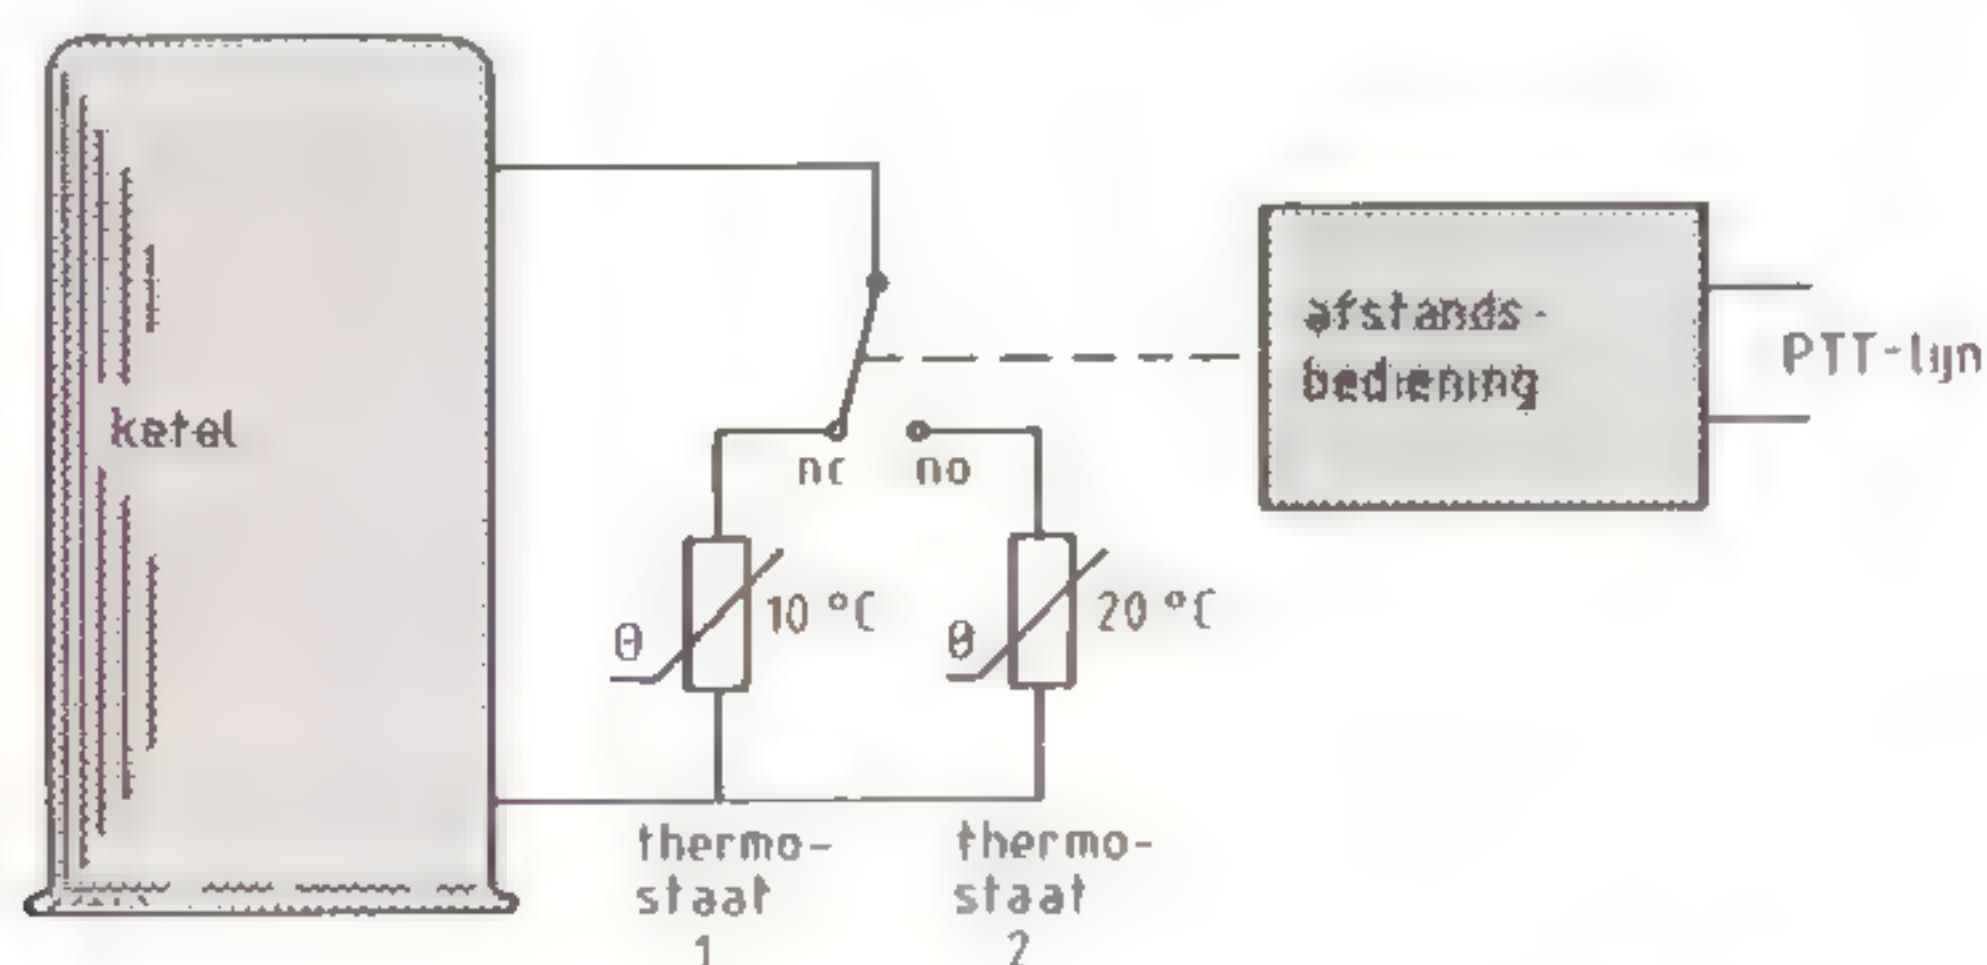 ketel
nc
no
θ
10 °C
θ
20 °C
thermo-
staat
1
thermo-
staat
2
afstands-
bediening
PTT-lijn